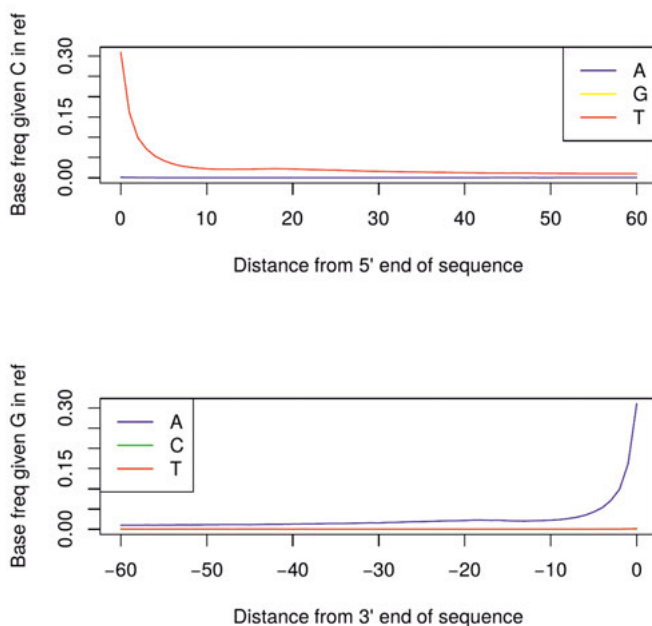 Base freq given C in ref
0.00 0.15 0.30
A
G
T
0 10 20 30 40 50 60
Distance from 5' end of sequence
Base freq given G in ref
0.00 0.15 0.30
A
C
T
−60 −50 −40 −30 −20 −10 0
Distance from 3' end of sequence